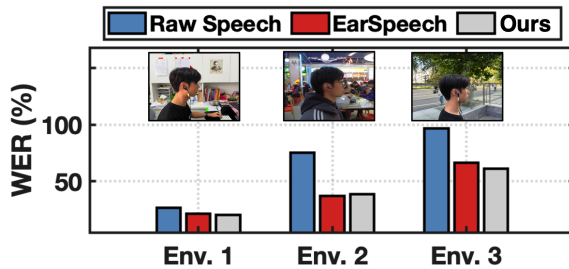 Raw Speech EarSpeech Ours
WER (%)
100
50
Env. 1 Env. 2 Env. 3